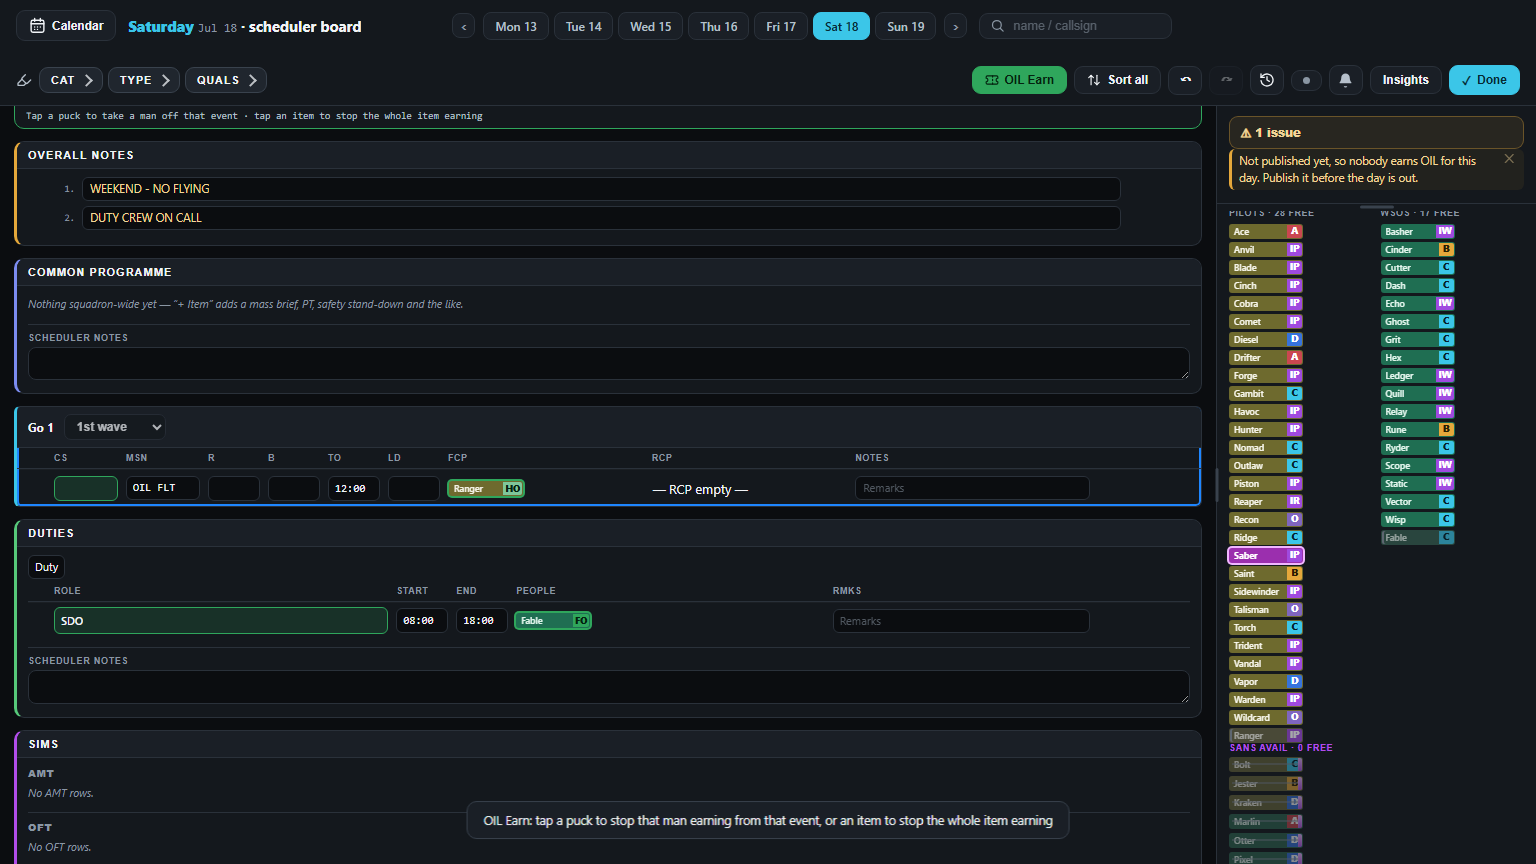 Calendar
Saturday Jul 18 · scheduler board
‹ Mon 13 Tue 14 Wed 15 Thu 16 Fri 17 Sat 18 Sun 19 ›
name / callsign
CAT TYPE QUALS
OIL Earn Sort all Insights ✓ Done
Tap a puck to take a man off that event · tap an item to stop the whole item earning
OVERALL NOTES
1. WEEKEND - NO FLYING
2. DUTY CREW ON CALL
COMMON PROGRAMME
Nothing squadron-wide yet — "+ Item" adds a mass brief, PT, safety stand-down and the like.
SCHEDULER NOTES
Go 1 1st wave
CS MSN R B TO LD FCP RCP NOTES
OIL FLT 12:00 Ranger HO — RCP empty — Remarks
DUTIES
Duty
ROLE START END PEOPLE RMKS
SDO 08:00 18:00 Fable FO Remarks
SCHEDULER NOTES
SIMS
AMT
No AMT rows.
OFT
No OFT rows.
OIL Earn: tap a puck to stop that man earning from that event, or an item to stop the whole item earning
⚠ 1 issue
Not published yet, so nobody earns OIL for this
day. Publish it before the day is out.
PILOTS · 28 FREE
Ace A
Anvil IP
Blade IP
Cinch IP
Cobra IP
Comet IP
Diesel D
Drifter A
Forge IP
Gambit C
Havoc IP
Hunter IP
Nomad C
Outlaw C
Piston IP
Reaper IR
Recon O
Ridge C
Saber IP
Saint B
Sidewinder IP
Talisman O
Torch C
Trident IP
Vandal IP
Vapor D
Warden IP
Wildcard O
Ranger IP
WSOS · 17 FREE
Basher IW
Cinder B
Cutter C
Dash C
Echo IW
Ghost C
Grit C
Hex C
Ledger IW
Quill IW
Relay IW
Rune B
Ryder C
Scope IW
Static IW
Vector C
Wisp C
Fable C
SANS AVAIL · 0 FREE
Bolt C
Jester B
Kraken D
Marlin A
Otter D
Pixel D